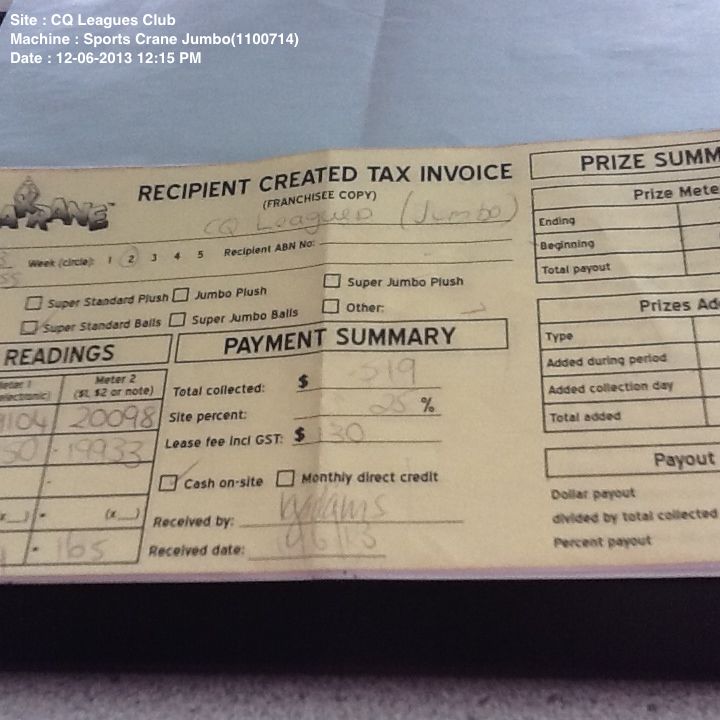 Site : CQ Leagues Club
Machine : Sports Crane Jumbo(1100714)
Date : 12-06-2013 12:15 PM
RECIPIENT CREATED TAX INVOICE
(FRANCHISEE COPY)
CQ Leagues (Jumbo)
Week (circle): 1 2 3 4 5 Recipient ABN No:
Super Standard Plush Jumbo Plush Super Jumbo Plush
Super Standard Balls Super Jumbo Balls Other:
READINGS
Meter 2
($1, $2 or note)
9104 20098
50 - 19933
-
(x__) = (x__)
= 165
PAYMENT SUMMARY
Total collected: $ 519
Site percent: 25 %
Lease fee incl GST: $ 130
Cash on-site Monthly direct credit
Received by:
Received date:
PRIZE SUMM
Prize Mete
Ending
Beginning
Total payout
Prizes Ad
Type
Added during period
Added collection day
Total added
Payout
Dollar payout
divided by total collected
Percent payout